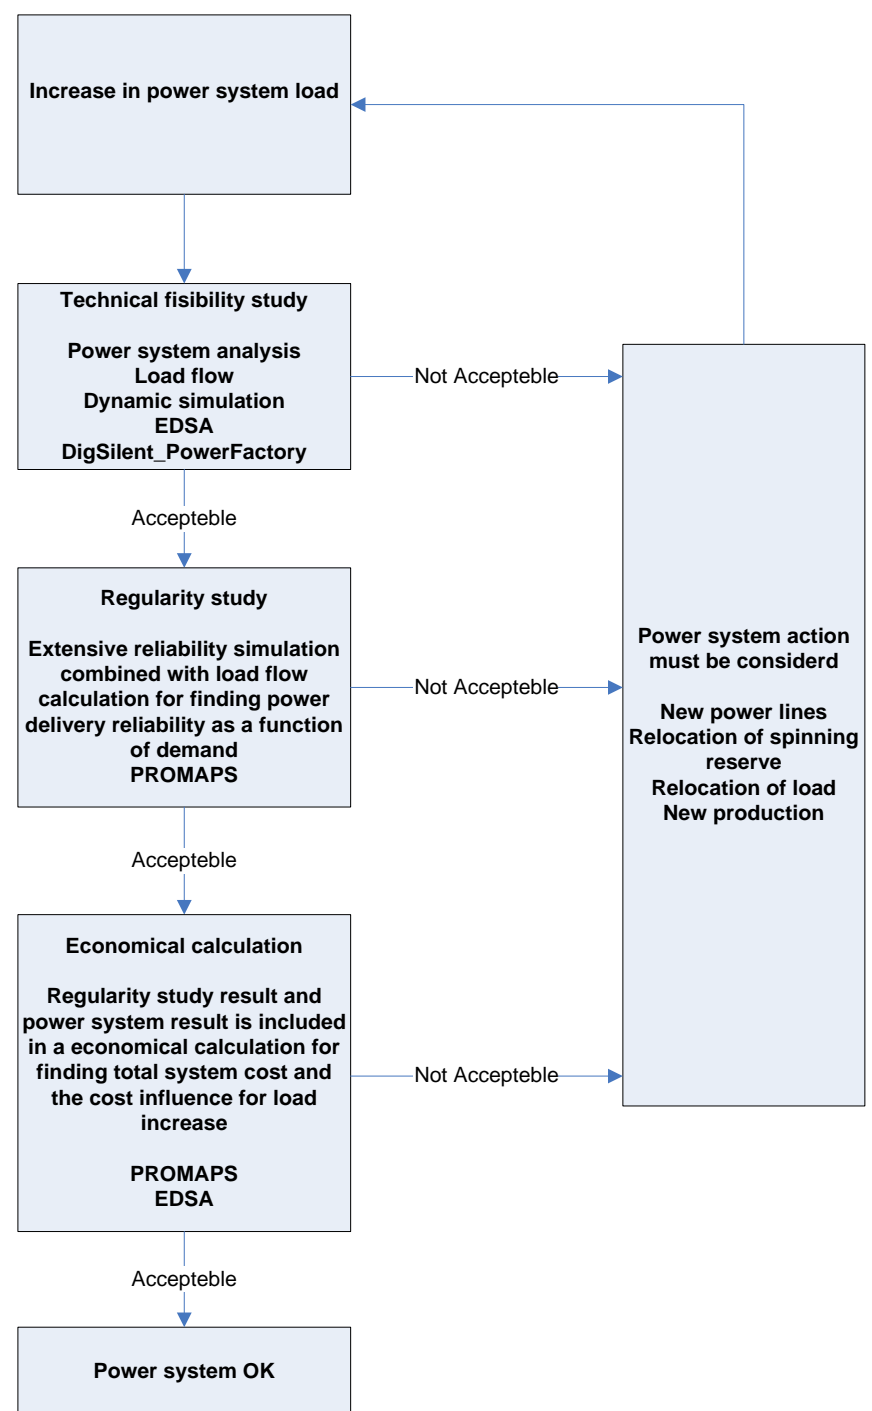 Increase in power system load
Technical fisibility study
Power system analysis
Load flow
Dynamic simulation
EDSA
DigSilent_PowerFactory
Not Accepteble
Accepteble
Regularity study
Extensive reliability simulation
combined with load flow
calculation for finding power
delivery reliability as a function
of demand
PROMAPS
Not Accepteble
Power system action
must be considerd
New power lines
Relocation of spinning
reserve
Relocation of load
New production
Accepteble
Economical calculation
Regularity study result and
power system result is included
in a economical calculation for
finding total system cost and
the cost influence for load
increase
PROMAPS
EDSA
Not Accepteble
Accepteble
Power system OK